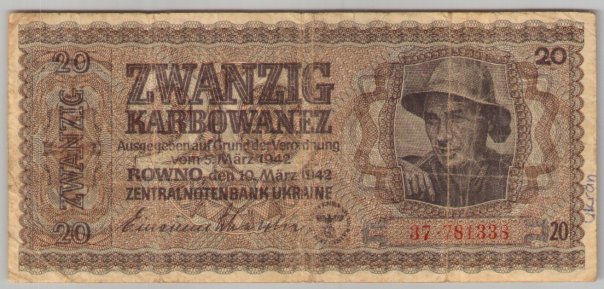 20
20
ZWANZIG
ZWANZIG
KARBOWANEZ
Ausgegeben auf Grund der Verordnung
vom 5. März 1942
ROWNO, den 10. März 1942
ZENTRALNOTENBANK UKRAINE
37·781338
20
20